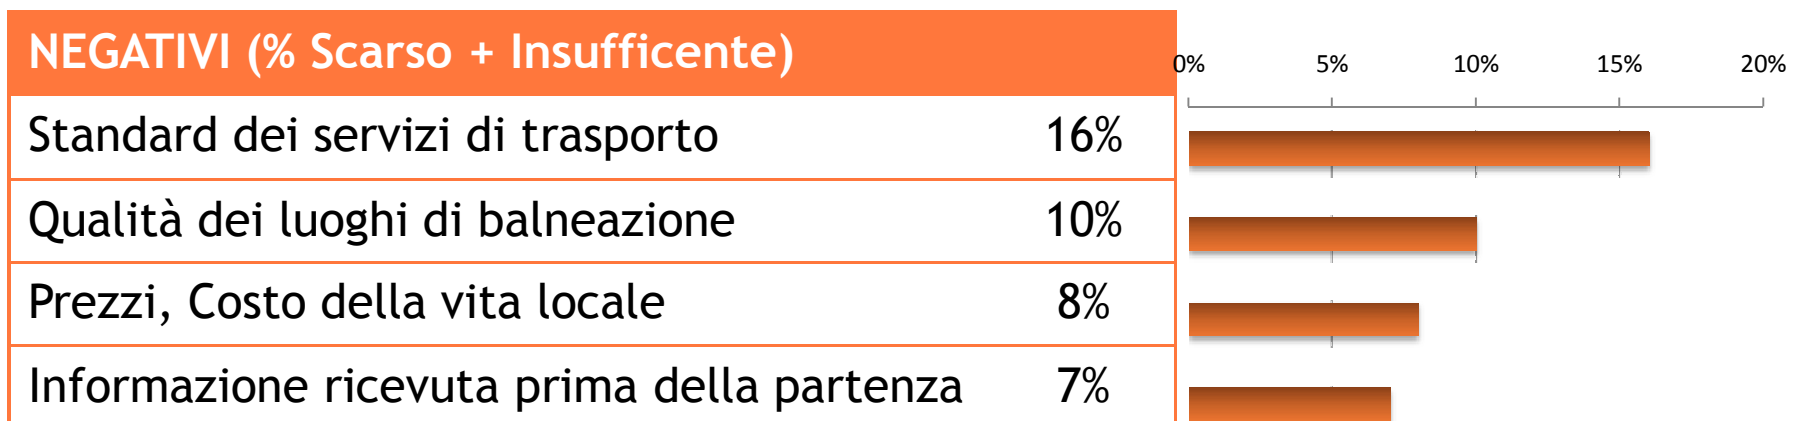 NEGATIVI (% Scarso + Insufficente)
0% 5% 10% 15% 20%
Standard dei servizi di trasporto 16%
Qualità dei luoghi di balneazione 10%
Prezzi, Costo della vita locale 8%
Informazione ricevuta prima della partenza 7%